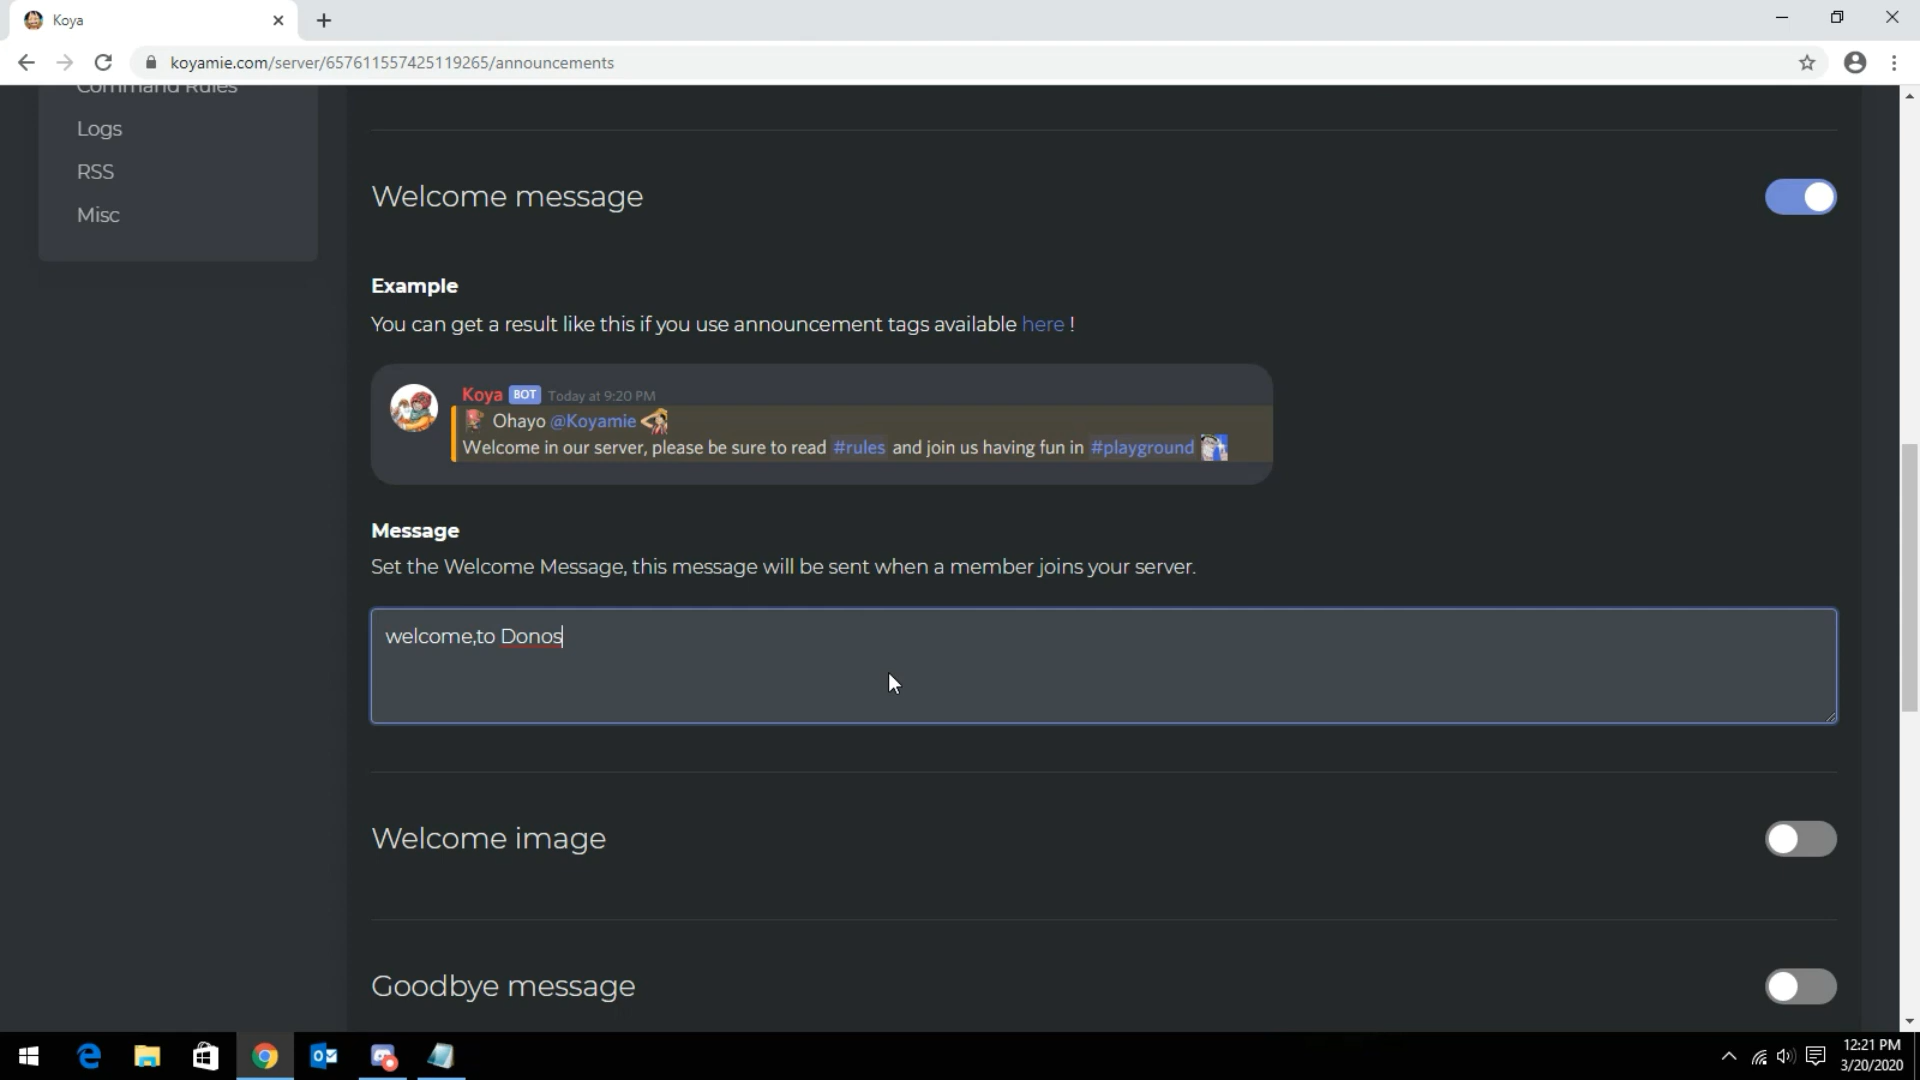 Koya
koyamie.com/server/657611557425119265/announcements
Command Rules
Logs
RSS
Misc
Welcome message
Example
You can get a result like this if you use announcement tags available here !
Koya BOT Today at 9:20 PM
Ohayo @Koyamie
Welcome in our server, please be sure to read #rules and join us having fun in #playground
Message
Set the Welcome Message, this message will be sent when a member joins your server.
welcome,to Donos
Welcome image
Goodbye message
12:21 PM
3/20/2020